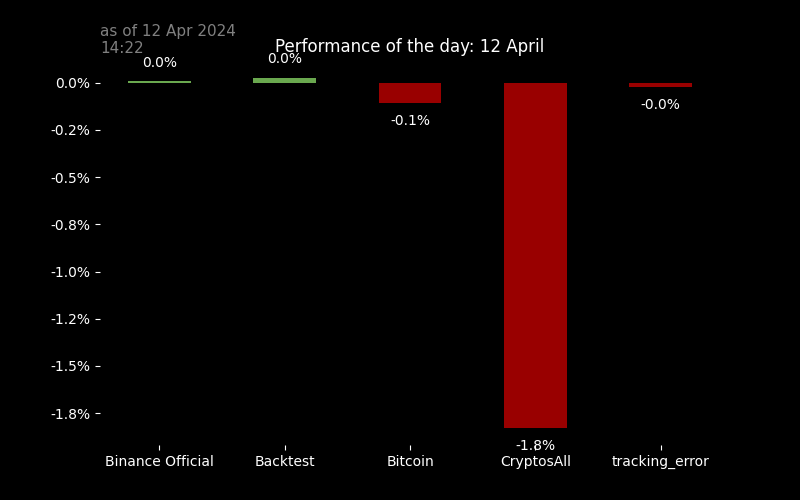 as of 12 Apr 2024
14:22
Performance of the day: 12 April
0.0%
0.0%
-0.1%
-1.8%
-0.0%
0.0%
-0.2%
-0.5%
-0.8%
-1.0%
-1.2%
-1.5%
-1.8%
Binance Official
Backtest
Bitcoin
CryptosAll
tracking_error